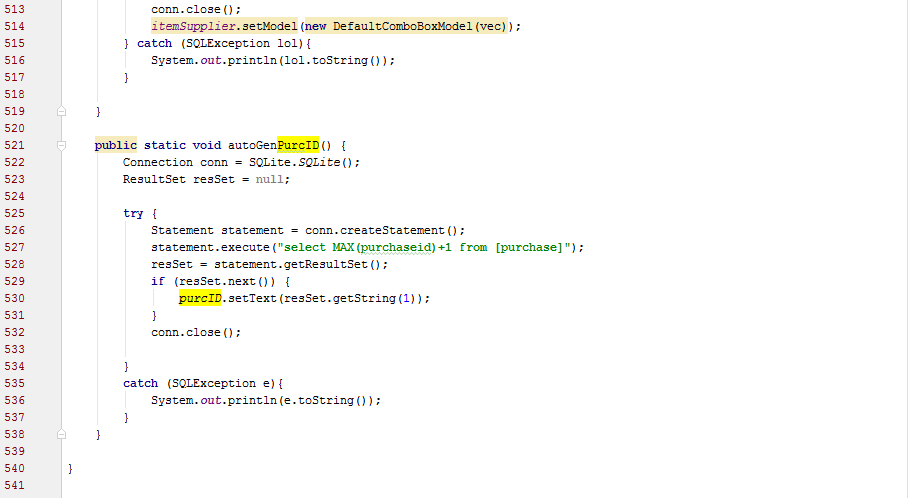 513 conn.close();
514 itemSupplier.setModel(new DefaultComboBoxModel(vec));
515 } catch (SQLException lol){
516 System.out.println(lol.toString());
517 }
518
519 }
520
521 public static void autoGenPurcID() {
522 Connection conn = SQLite.SQLite();
523 ResultSet resSet = null;
524
525 try {
526 Statement statement = conn.createStatement();
527 statement.execute("select MAX(purchaseid)+1 from [purchase]");
528 resSet = statement.getResultSet();
529 if (resSet.next()) {
530 purcID.setText(resSet.getString(1));
531 }
532 conn.close();
533
534 }
535 catch (SQLException e){
536 System.out.println(e.toString());
537 }
538 }
539
540 }
541